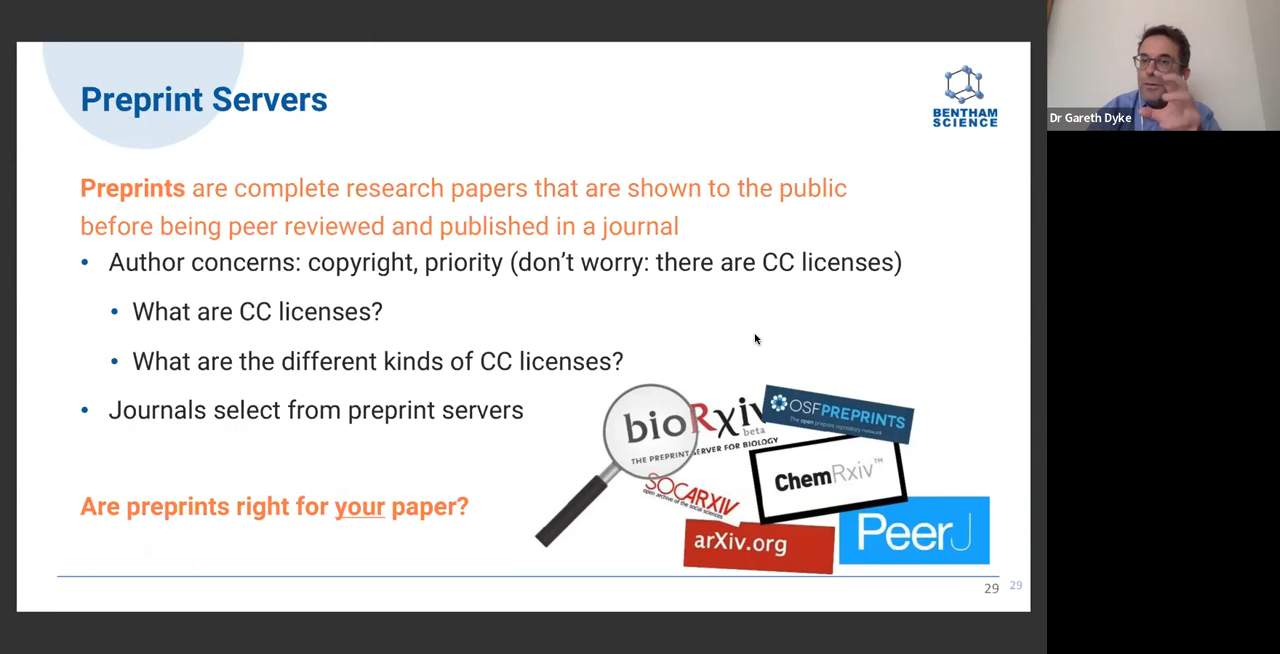 Preprint Servers
BENTHAM
SCIENCE
Dr Gareth Dyke
Preprints are complete research papers that are shown to the public
before being peer reviewed and published in a journal
• Author concerns: copyright, priority (don’t worry: there are CC licenses)
• What are CC licenses?
• What are the different kinds of CC licenses?
• Journals select from preprint servers
bioRxiv
beta
THE PREPRINT SERVER FOR BIOLOGY
OSFPREPRINTS
The open preprint repository network
ChemRxiv™
SOCARXIV
open archive of the social sciences
arXiv.org
PeerJ
Are preprints right for your paper?
29
29